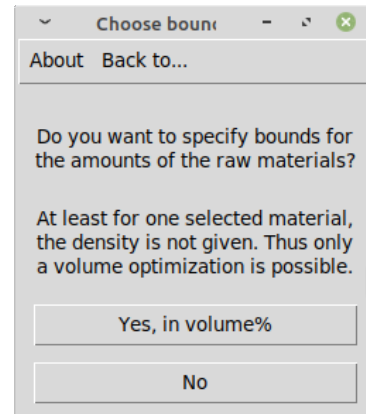 Choose boun
About Back to...
Do you want to specify bounds for
the amounts of the raw materials?
At least for one selected material,
the density is not given. Thus only
a volume optimization is possible.
Yes, in volume%
No